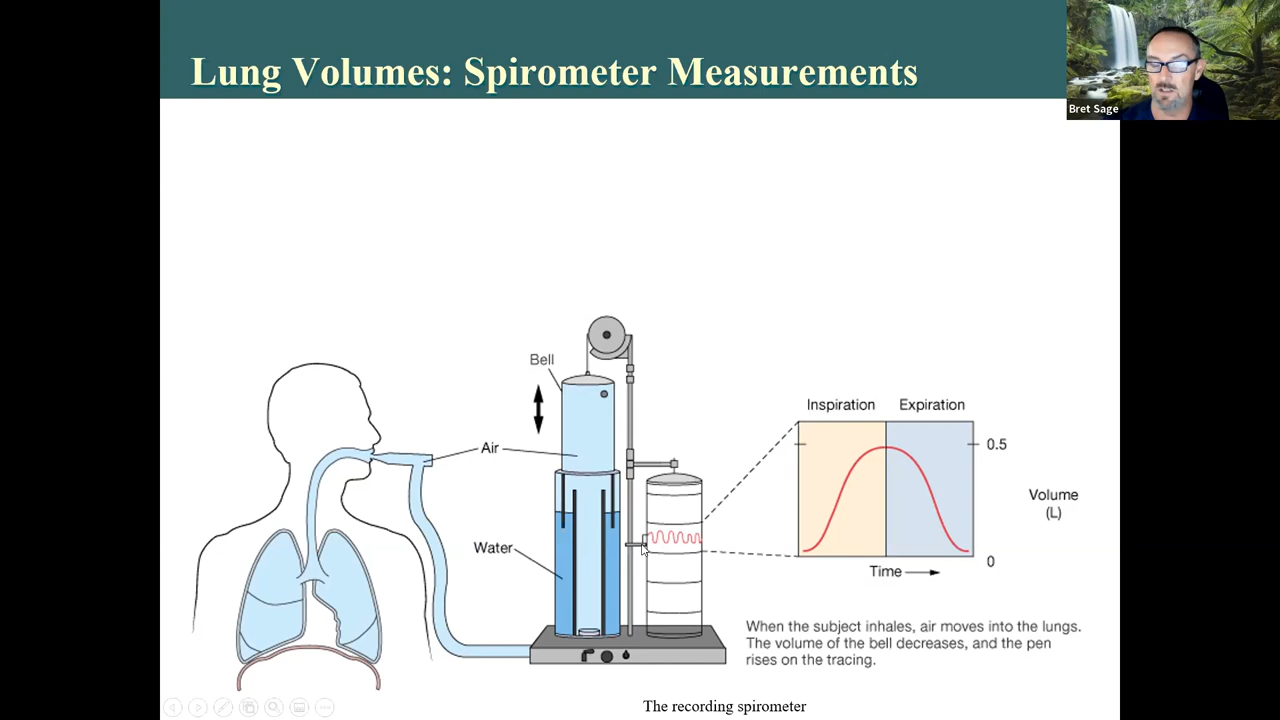 Lung Volumes: Spirometer Measurements
Bret Sage
Bell
Air
Water
Inspiration
Expiration
0.5
Volume
(L)
0
Time
When the subject inhales, air moves into the lungs.
The volume of the bell decreases, and the pen
rises on the tracing.
The recording spirometer